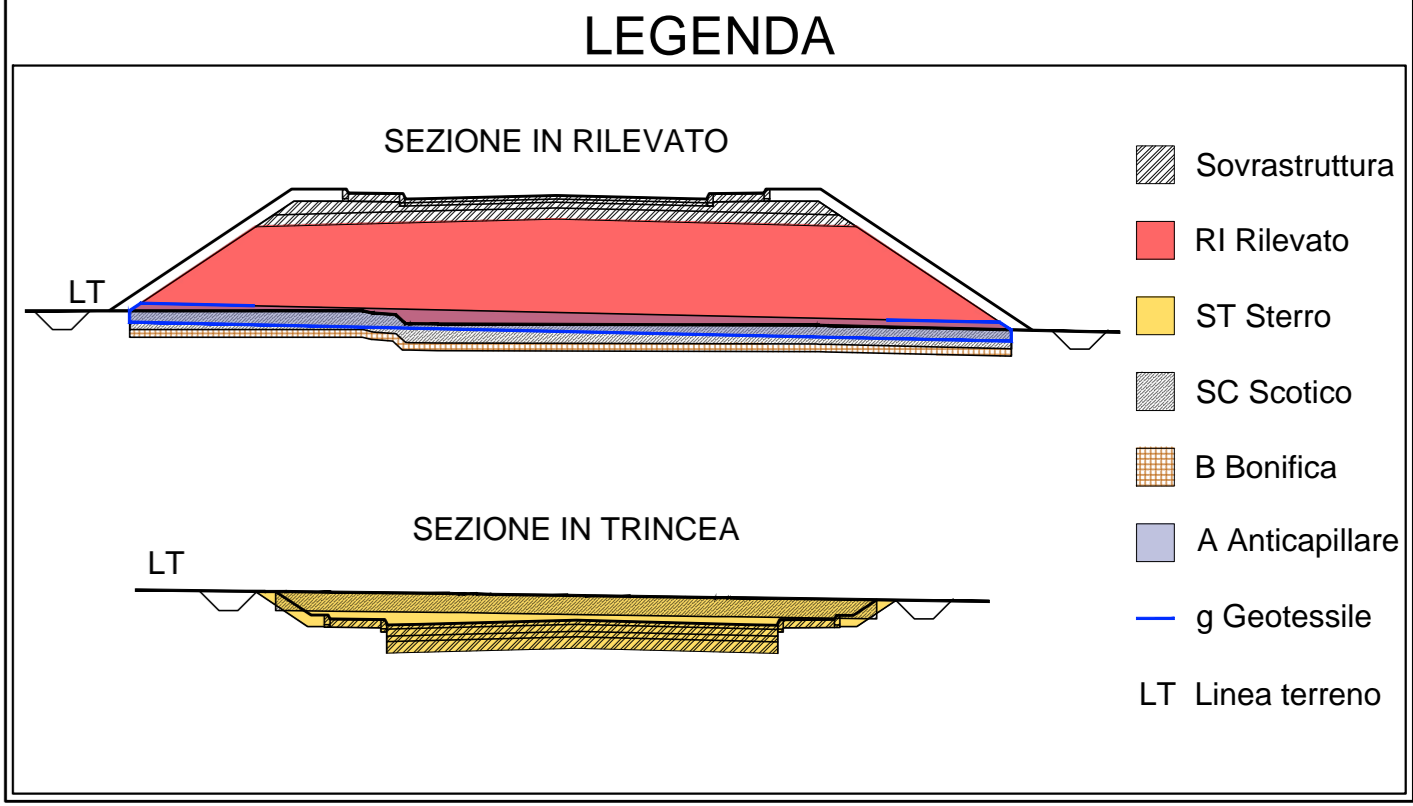 LEGENDA
SEZIONE IN RILEVATO
LT
SEZIONE IN TRINCEA
LT
Sovrastruttura
RI Rilevato
ST Sterro
SC Scotico
B Bonifica
A Anticapillare
g Geotessile
LT Linea terreno